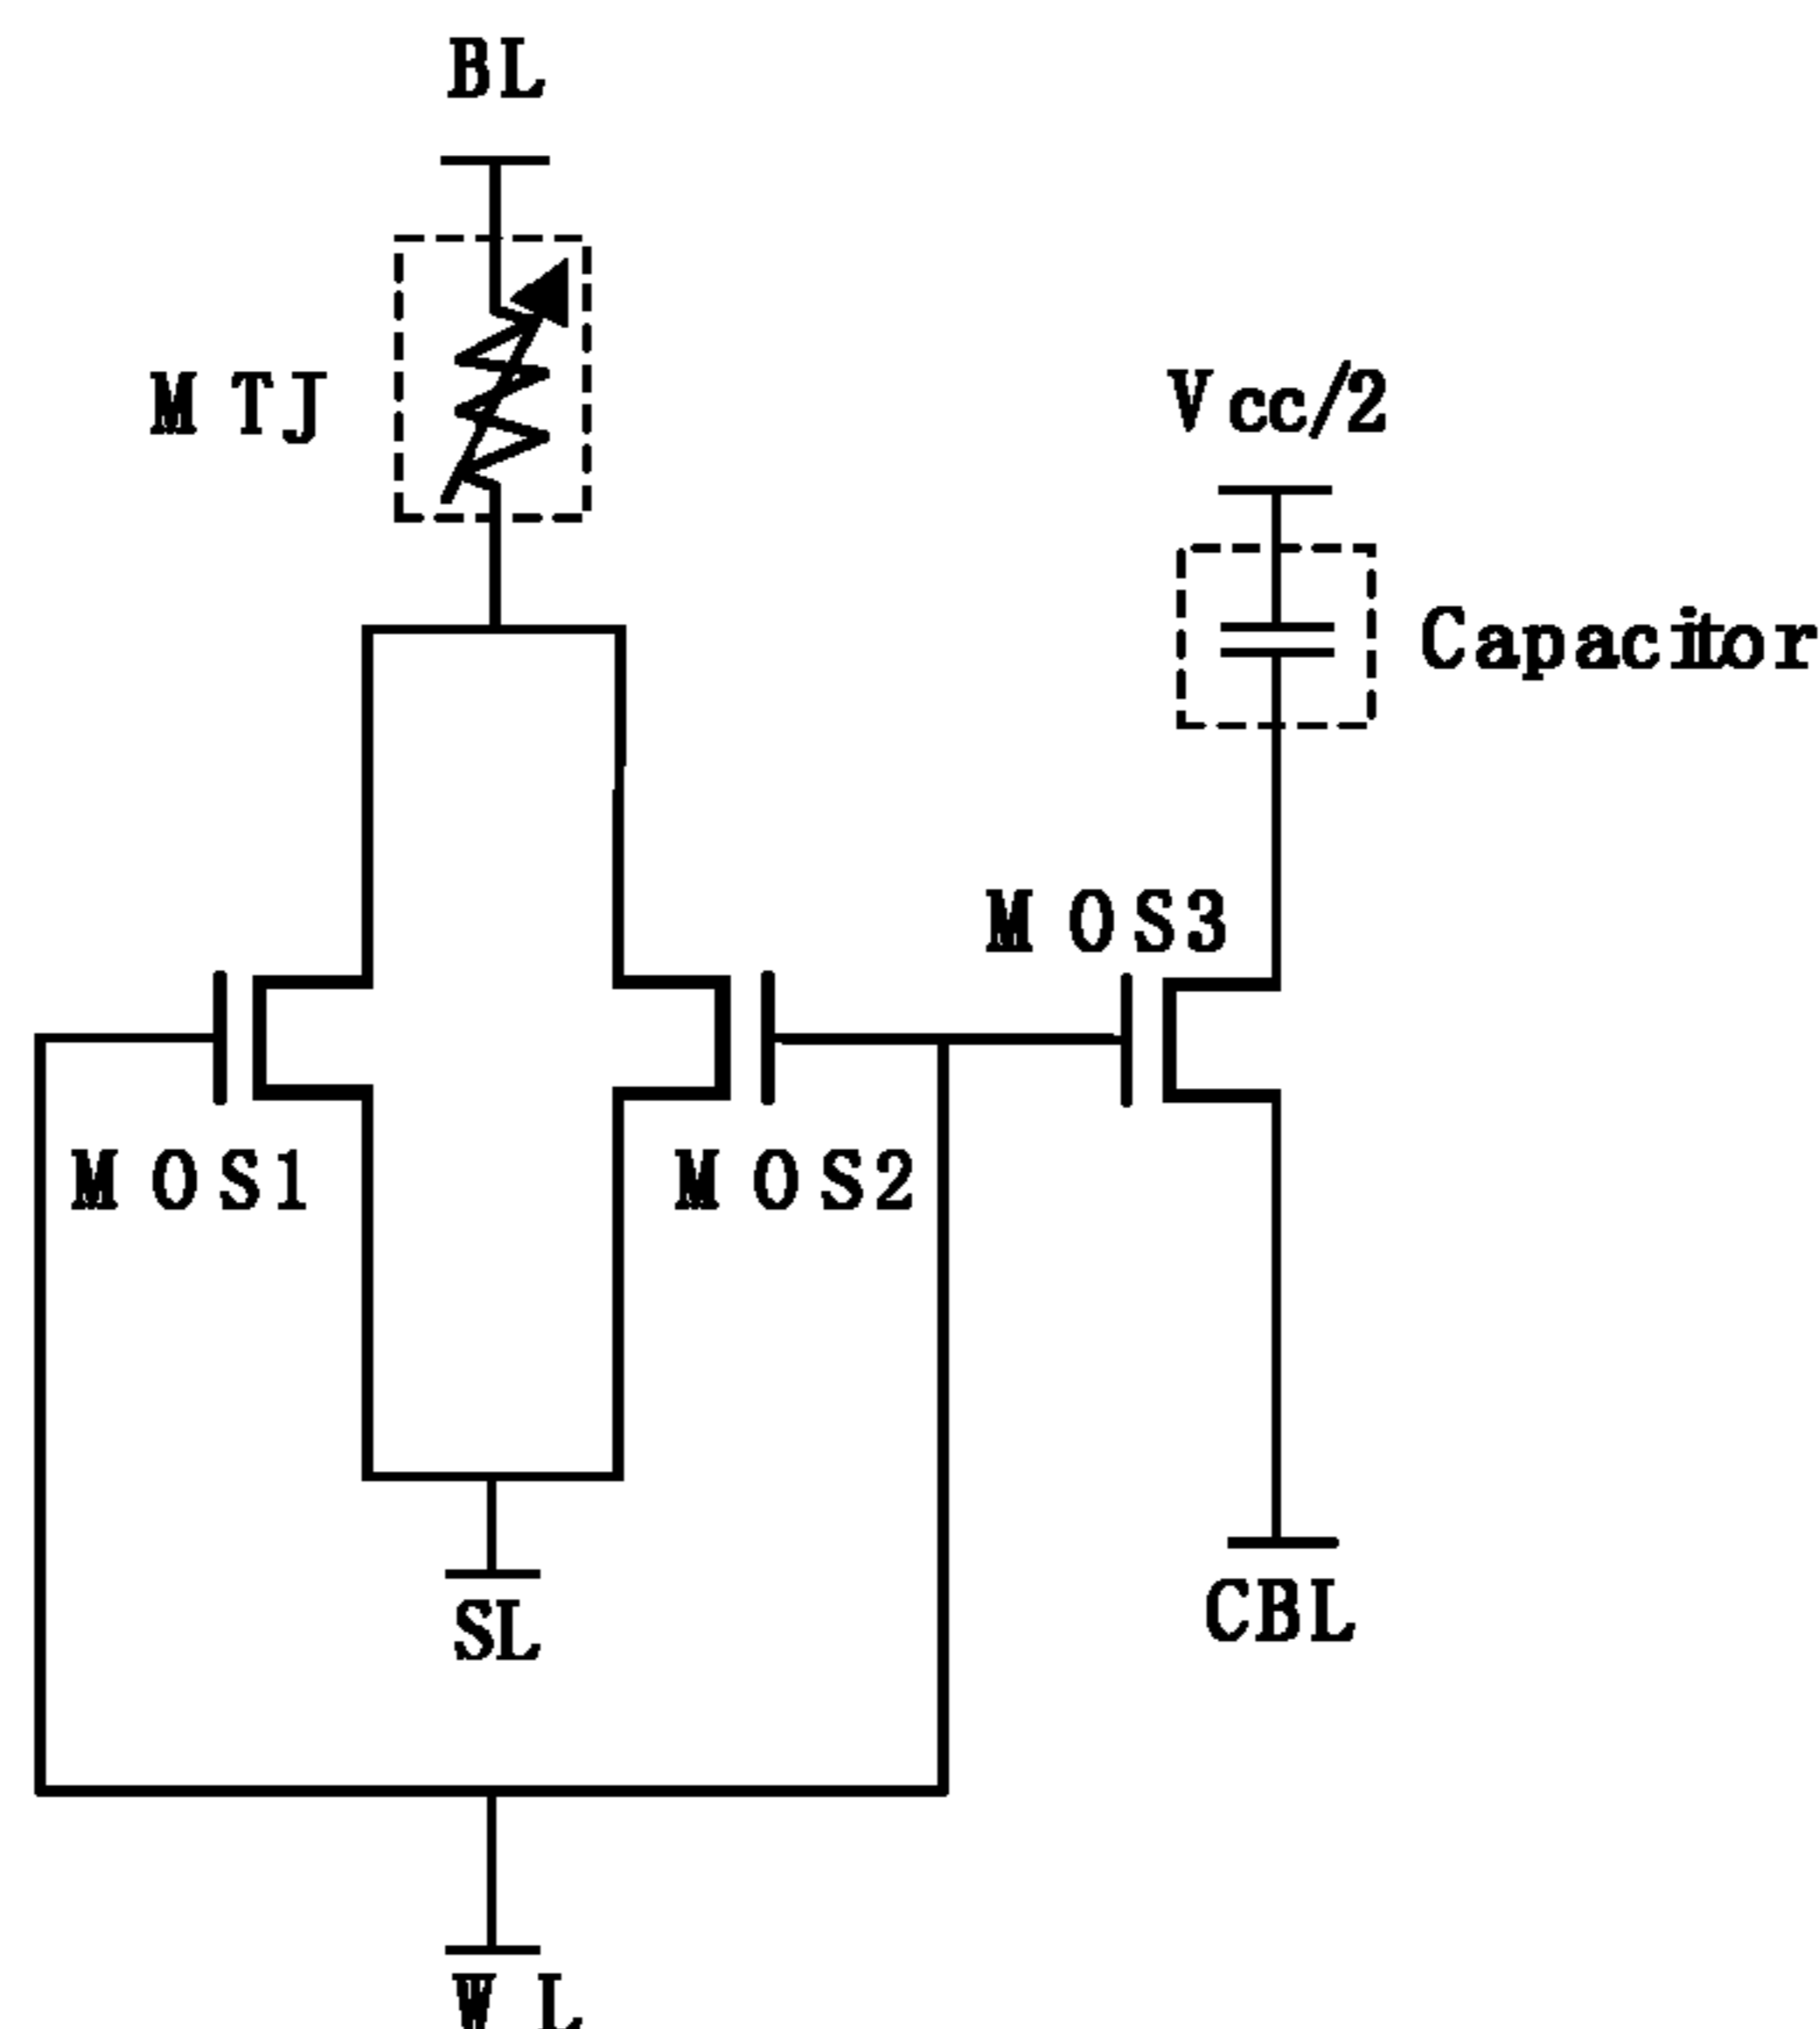 BL
MTJ
Vcc/2
Capacitor
MOS3
MOS1
MOS2
SL
CBL
WL